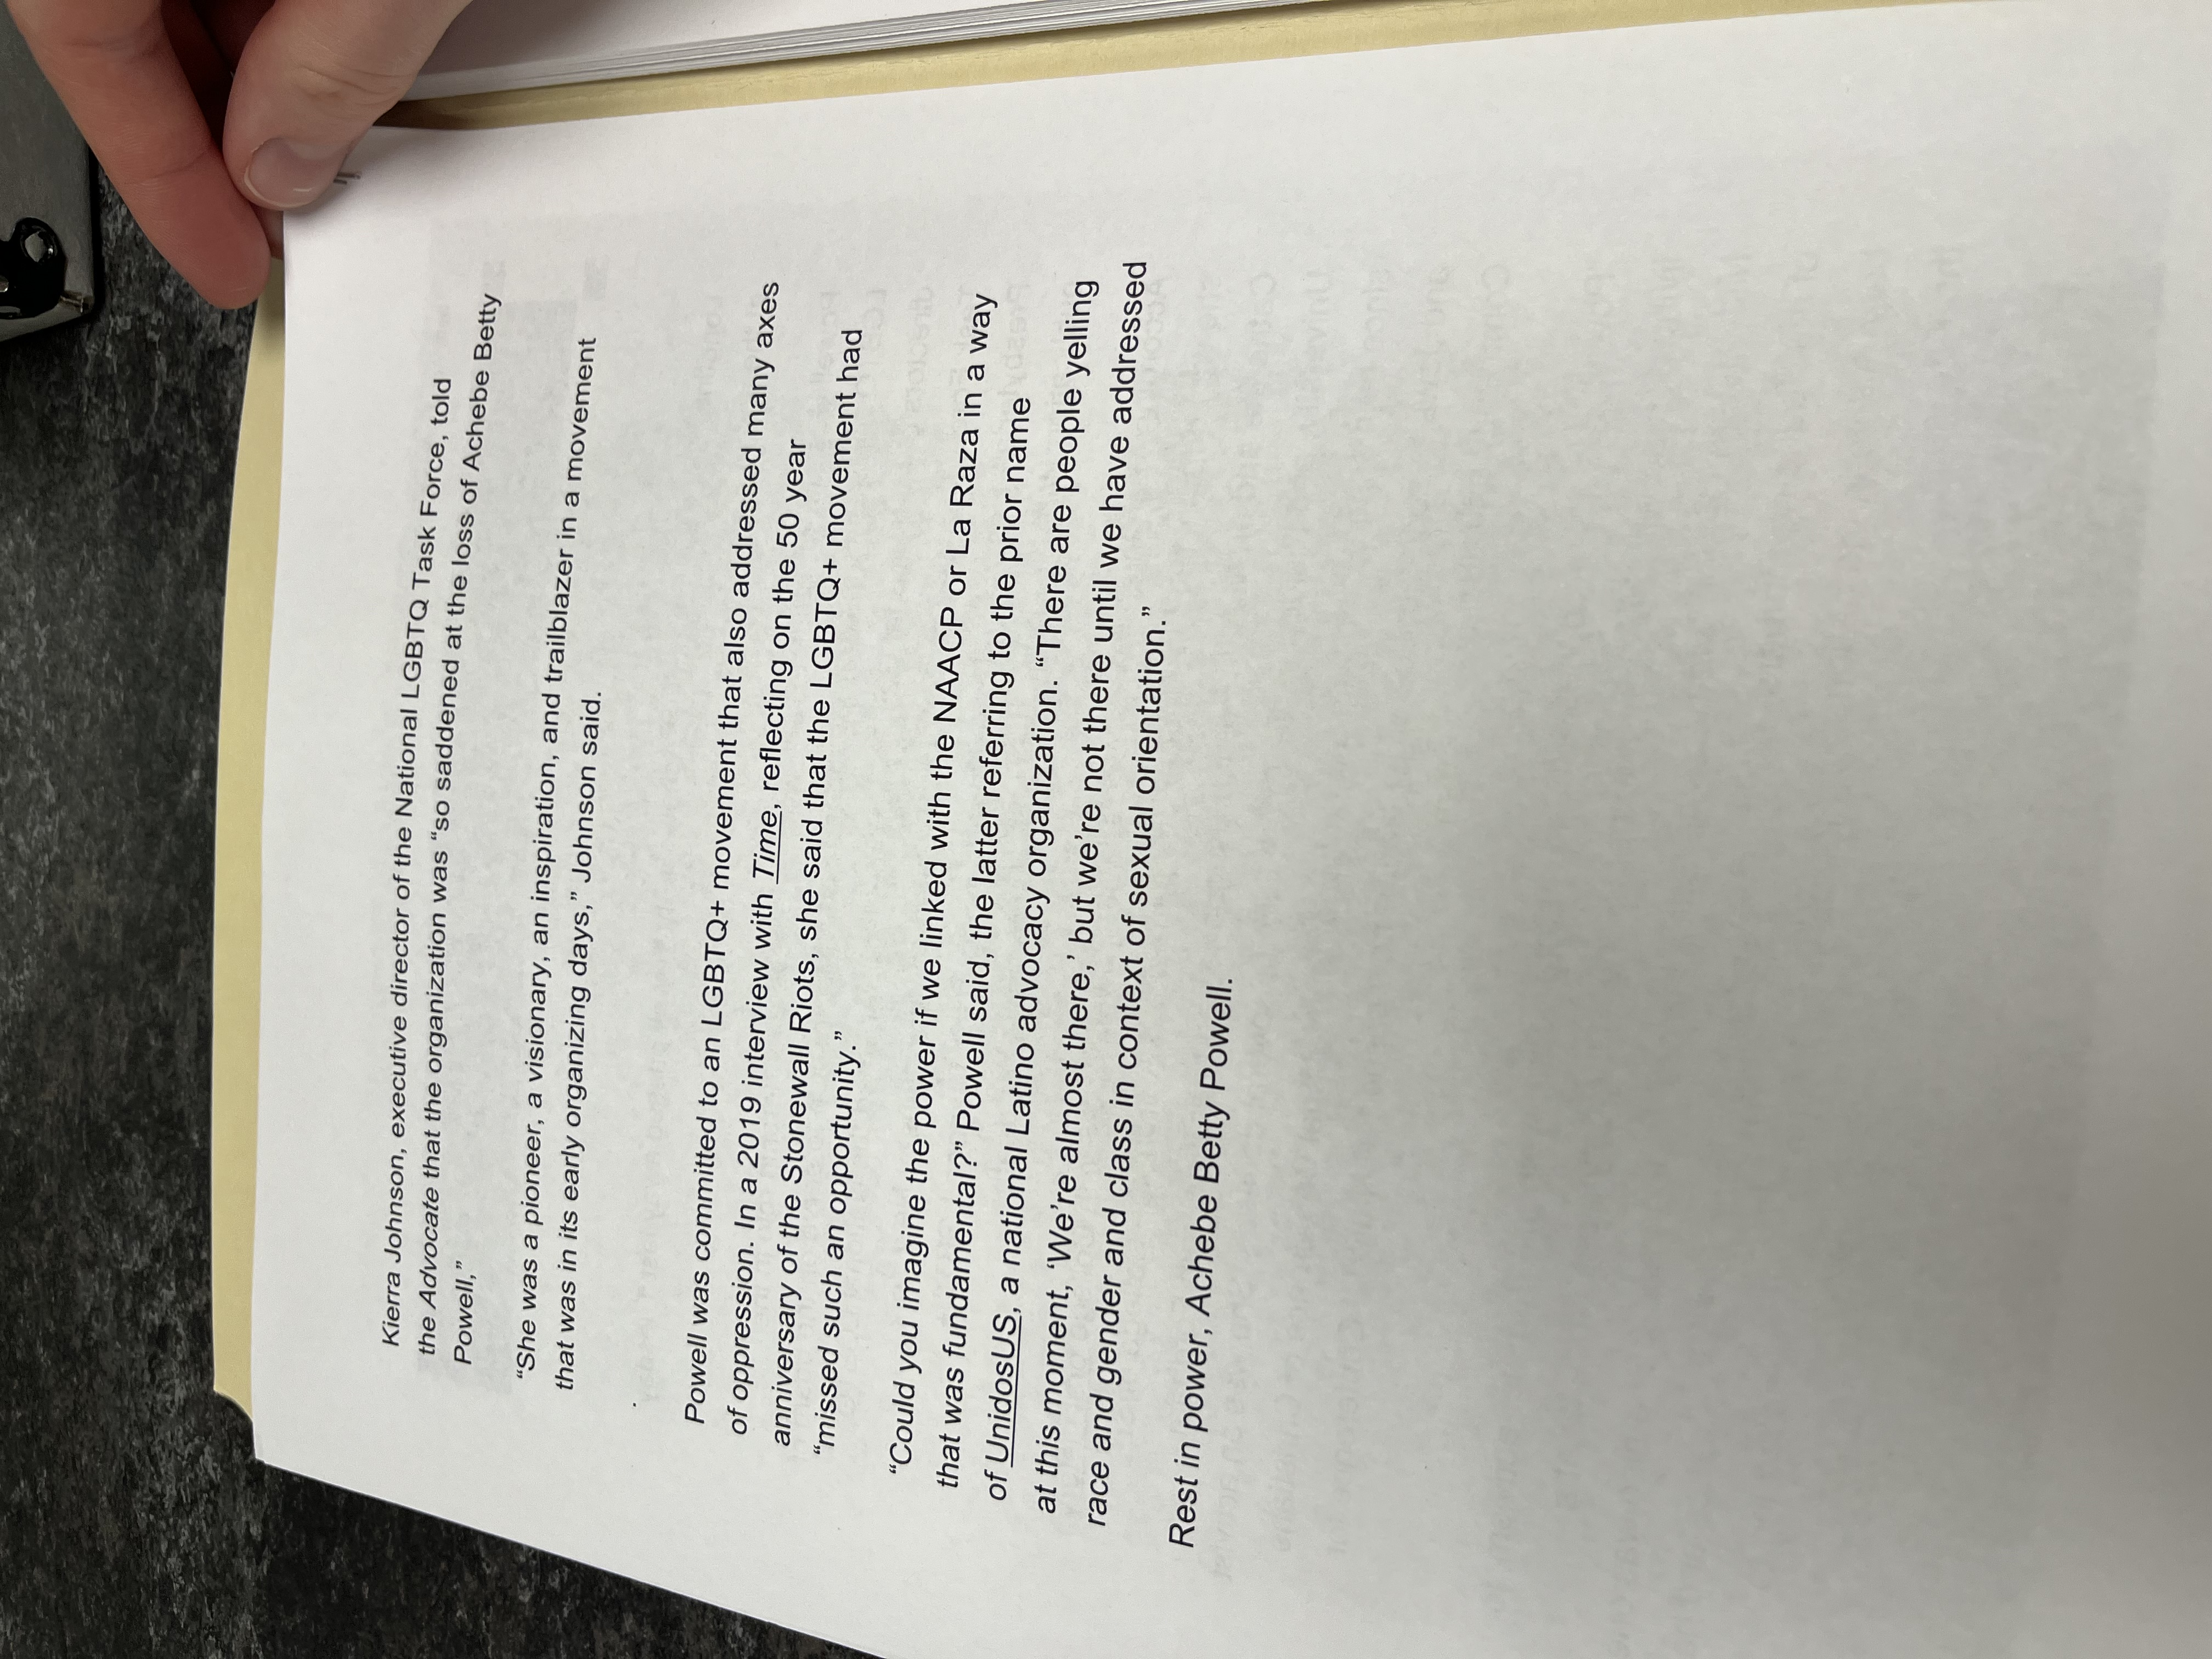 Kierra Johnson, executive director of the National LGBTQ Task Force, told
the Advocate that the organization was “so saddened at the loss of Achebe Betty
Powell,”
“She was a pioneer, a visionary, an inspiration, and trailblazer in a movement
that was in its early organizing days,” Johnson said.
.
Powell was committed to an LGBTQ+ movement that also addressed many axes
of oppression. In a 2019 interview with Time, reflecting on the 50 year
anniversary of the Stonewall Riots, she said that the LGBTQ+ movement had
“missed such an opportunity.”
“Could you imagine the power if we linked with the NAACP or La Raza in a way
that was fundamental?” Powell said, the latter referring to the prior name
of UnidosUS, a national Latino advocacy organization. “There are people yelling
at this moment, ‘We’re almost there,’ but we’re not there until we have addressed
race and gender and class in context of sexual orientation.”
Rest in power, Achebe Betty Powell.